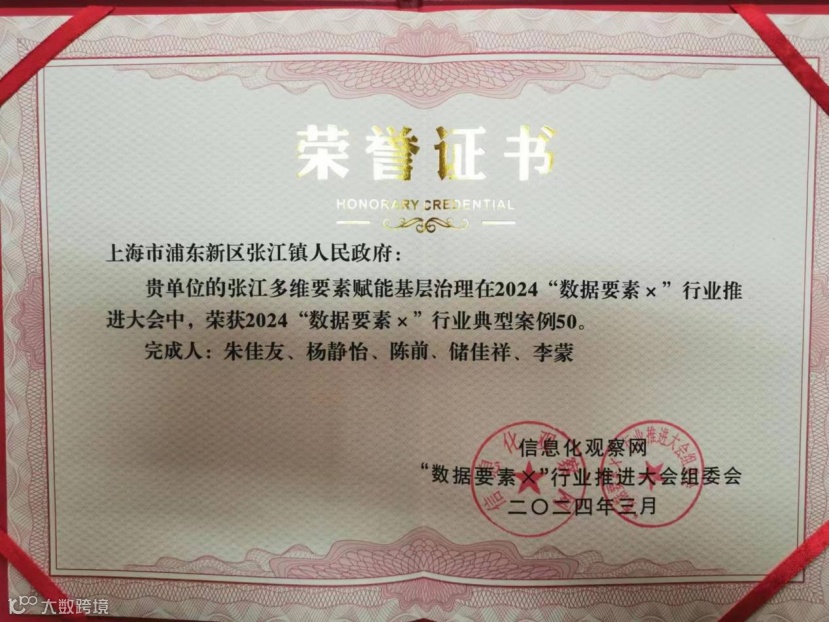 荣誉证书
HONORARY CREDENTIAL
上海市浦东新区张江镇人民政府：
贵单位的张江多维要素赋能基层治理在2024“数据要素×”行业推
进大会中，荣获2024“数据要素×”行业典型案例50。
完成人：朱佳友、杨静怡、陈前、储佳祥、李蒙
信息化观察网
“数据要素×”行业推进大会组委会
二〇二四年三月
信息化观察网
大数跨境